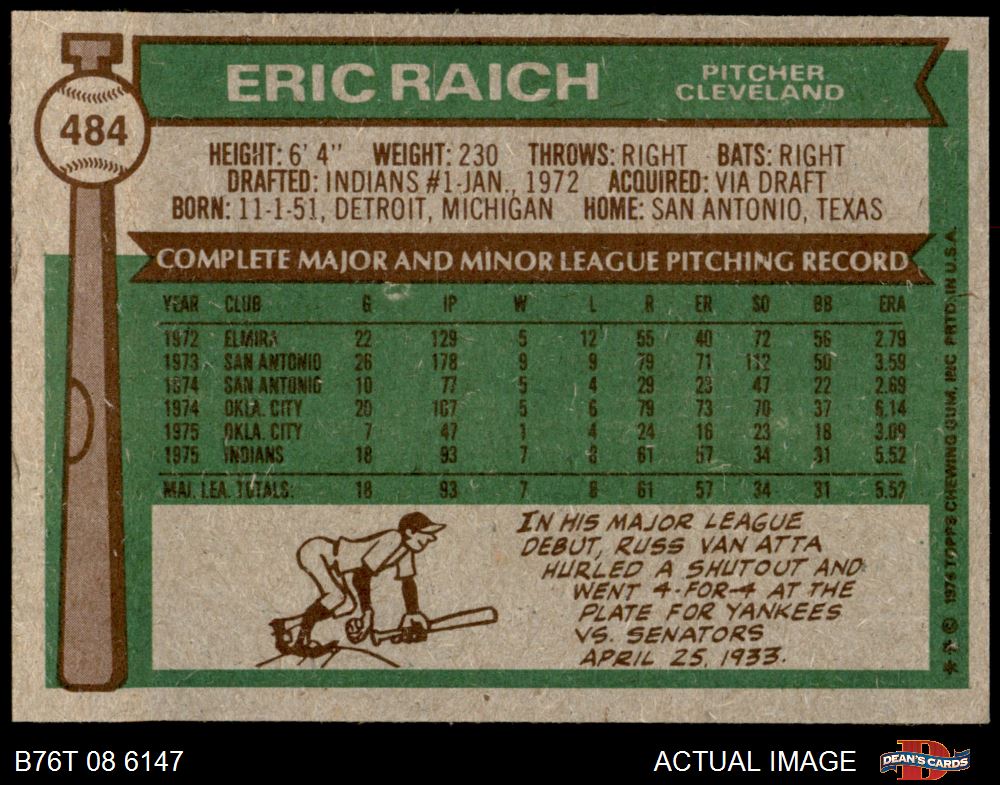 484
ERIC RAICH
PITCHER
CLEVELAND
HEIGHT: 6' 4" WEIGHT: 230 THROWS: RIGHT BATS: RIGHT
DRAFTED: INDIANS #1-JAN., 1972 ACQUIRED: VIA DRAFT
BORN: 11-1-51, DETROIT, MICHIGAN HOME: SAN ANTONIO, TEXAS
COMPLETE MAJOR AND MINOR LEAGUE PITCHING RECORD
YEAR CLUB G IP W L R ER SO BB ERA
1972 ELMIRA 22 129 5 12 55 40 72 56 2.79
1973 SAN ANTONIO 26 178 9 9 79 71 112 50 3.59
1974 SAN ANTONIO 10 77 5 4 29 23 47 22 2.69
1974 OKLA. CITY 20 107 5 6 79 73 70 37 6.14
1975 OKLA. CITY 7 47 1 4 24 16 23 18 3.09
1975 INDIANS 18 93 7 8 61 57 34 31 5.52
MAJ. LEA. TOTALS: 18 93 7 8 61 57 34 31 5.52
IN HIS MAJOR LEAGUE
DEBUT, RUSS VAN ATTA
HURLED A SHUTOUT AND
WENT 4-FOR-4 AT THE
PLATE FOR YANKEES
VS. SENATORS
APRIL 25, 1933.
** © 1976 TOPPS CHEWING GUM, INC PRTD. IN U.S.A.
B76T 08 6147
ACTUAL IMAGE
D
DEAN'S CARDS